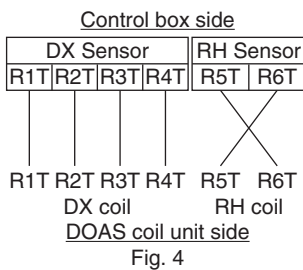 Control box side
DX Sensor RH Sensor
R1T R2T R3T R4T R5T R6T
R1T R2T R3T R4T R5T R6T
DX coil RH coil
DOAS coil unit side
Fig. 4